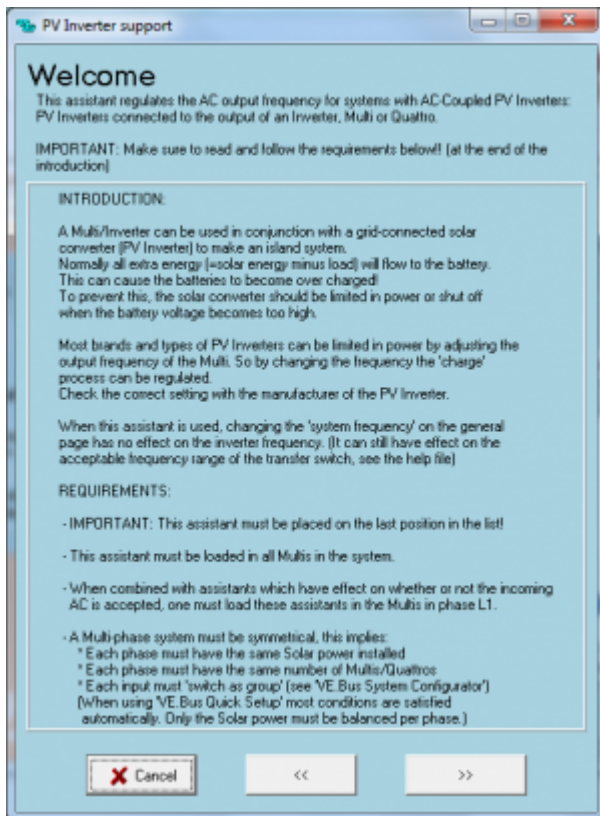 PV Inverter support
Welcome
This assistant regulates the AC output frequency for systems with AC-Coupled PV Inverters:
PV Inverters connected to the output of an Inverter, Multi or Quattro.
IMPORTANT: Make sure to read and follow the requirements below!! (at the end of the
introduction)
INTRODUCTION:
A Multi/Inverter can be used in conjunction with a grid-connected solar
converter (PV Inverter) to make an island system.
Normally all extra energy (=solar energy minus load) will flow to the battery.
This can cause the batteries to become over charged!
To prevent this, the solar converter should be limited in power or shut off
when the battery voltage becomes too high.
Most brands and types of PV Inverters can be limited in power by adjusting the
output frequency of the Multi. So by changing the frequency the 'charge'
process can be regulated.
Check the correct setting with the manufacturer of the PV Inverter.
When this assistant is used, changing the 'system frequency' on the general
page has no effect on the inverter frequency. (It can still have effect on the
acceptable frequency range of the transfer switch, see the help file)
REQUIREMENTS:
- IMPORTANT: This assistant must be placed on the last position in the list!
- This assistant must be loaded in all Multis in the system.
- When combined with assistants which have effect on whether or not the incoming
AC is accepted, one must load these assistants in the Multis in phase L1.
- A Multi-phase system must be symmetrical, this implies:
* Each phase must have the same Solar power installed
* Each phase must have the same number of Multis/Quattros
* Each input must 'switch as group' (see 'VE.Bus System Configurator')
(When using 'VE.Bus Quick Setup' most conditions are satisfied
automatically. Only the Solar power must be balanced per phase.)
Cancel
<<
>>